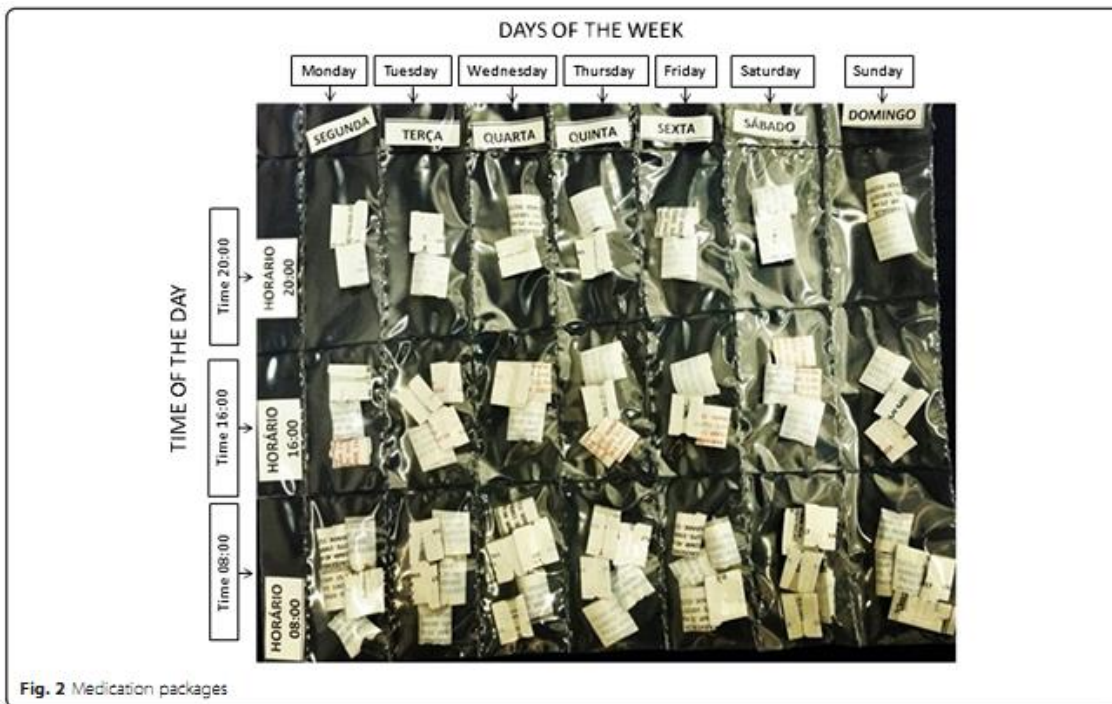 DAYS OF THE WEEK
Monday
Tuesday
Wednesday
Thursday
Friday
Saturday
Sunday
SEGUNDA
TERÇA
QUARTA
QUINTA
SEXTA
SÁBADO
DOMINGO
TIME OF THE DAY
Time 20:00
HORÁRIO
20:00
Time 16:00
HORÁRIO
16:00
Time 08:00
HORÁRIO
08:00
Fig. 2 Medication packages